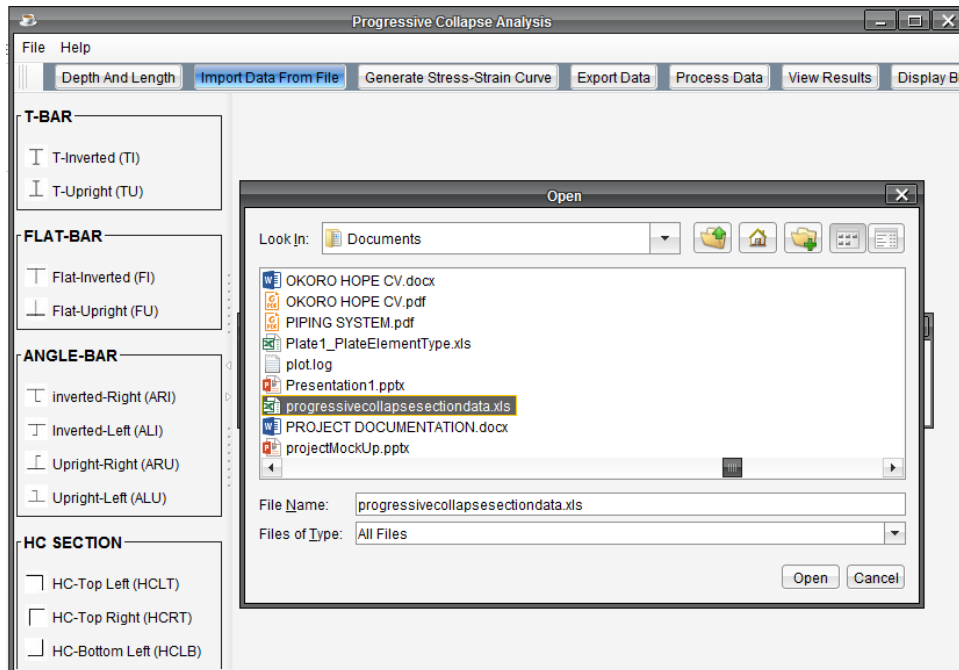 Progressive Collapse Analysis
File Help
Depth And Length Import Data From File Generate Stress-Strain Curve Export Data Process Data View Results Display B
T-BAR
T-Inverted (TI)
T-Upright (TU)
FLAT-BAR
Flat-Inverted (FI)
Flat-Upright (FU)
ANGLE-BAR
inverted-Right (ARI)
Inverted-Left (ALI)
Upright-Right (ARU)
Upright-Left (ALU)
HC SECTION
HC-Top Left (HCLT)
HC-Top Right (HCRT)
HC-Bottom Left (HCLB)
Open
Look In: Documents
OKORO HOPE CV.docx
OKORO HOPE CV.pdf
PIPING SYSTEM.pdf
Plate1_PlateElementType.xls
plot.log
Presentation1.pptx
progressivecollapsesectiondata.xls
PROJECT DOCUMENTATION.docx
projectMockUp.pptx
File Name: progressivecollapsesectiondata.xls
Files of Type: All Files
Open Cancel